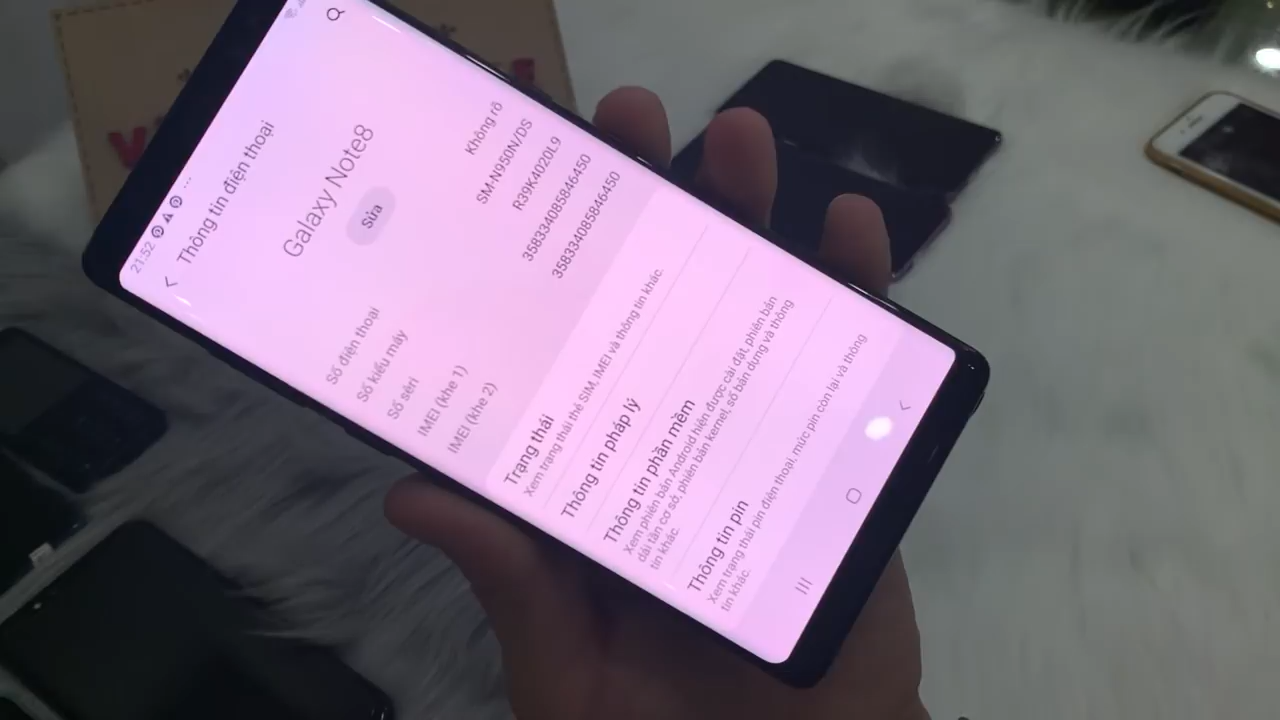 21:52
Thông tin điện thoại
Galaxy Note8
Sửa
Số điện thoại Không rõ
Số kiểu máy SM-N950N/DS
Số sêri R39K4020L9
IMEI (khe 1) 358334085846450
IMEI (khe 2) 358334085846450
Trạng thái
Xem trạng thái thẻ SIM, IMEI và thông tin khác.
Thông tin pháp lý
Thông tin phần mềm
Xem phiên bản Android hiện được cài đặt, phiên bản
dải tần cơ sở, phiên bản kernel, số bản dựng và thông
tin khác.
Thông tin pin
Xem trạng thái pin điện thoại, mức pin còn lại và thông
tin khác.